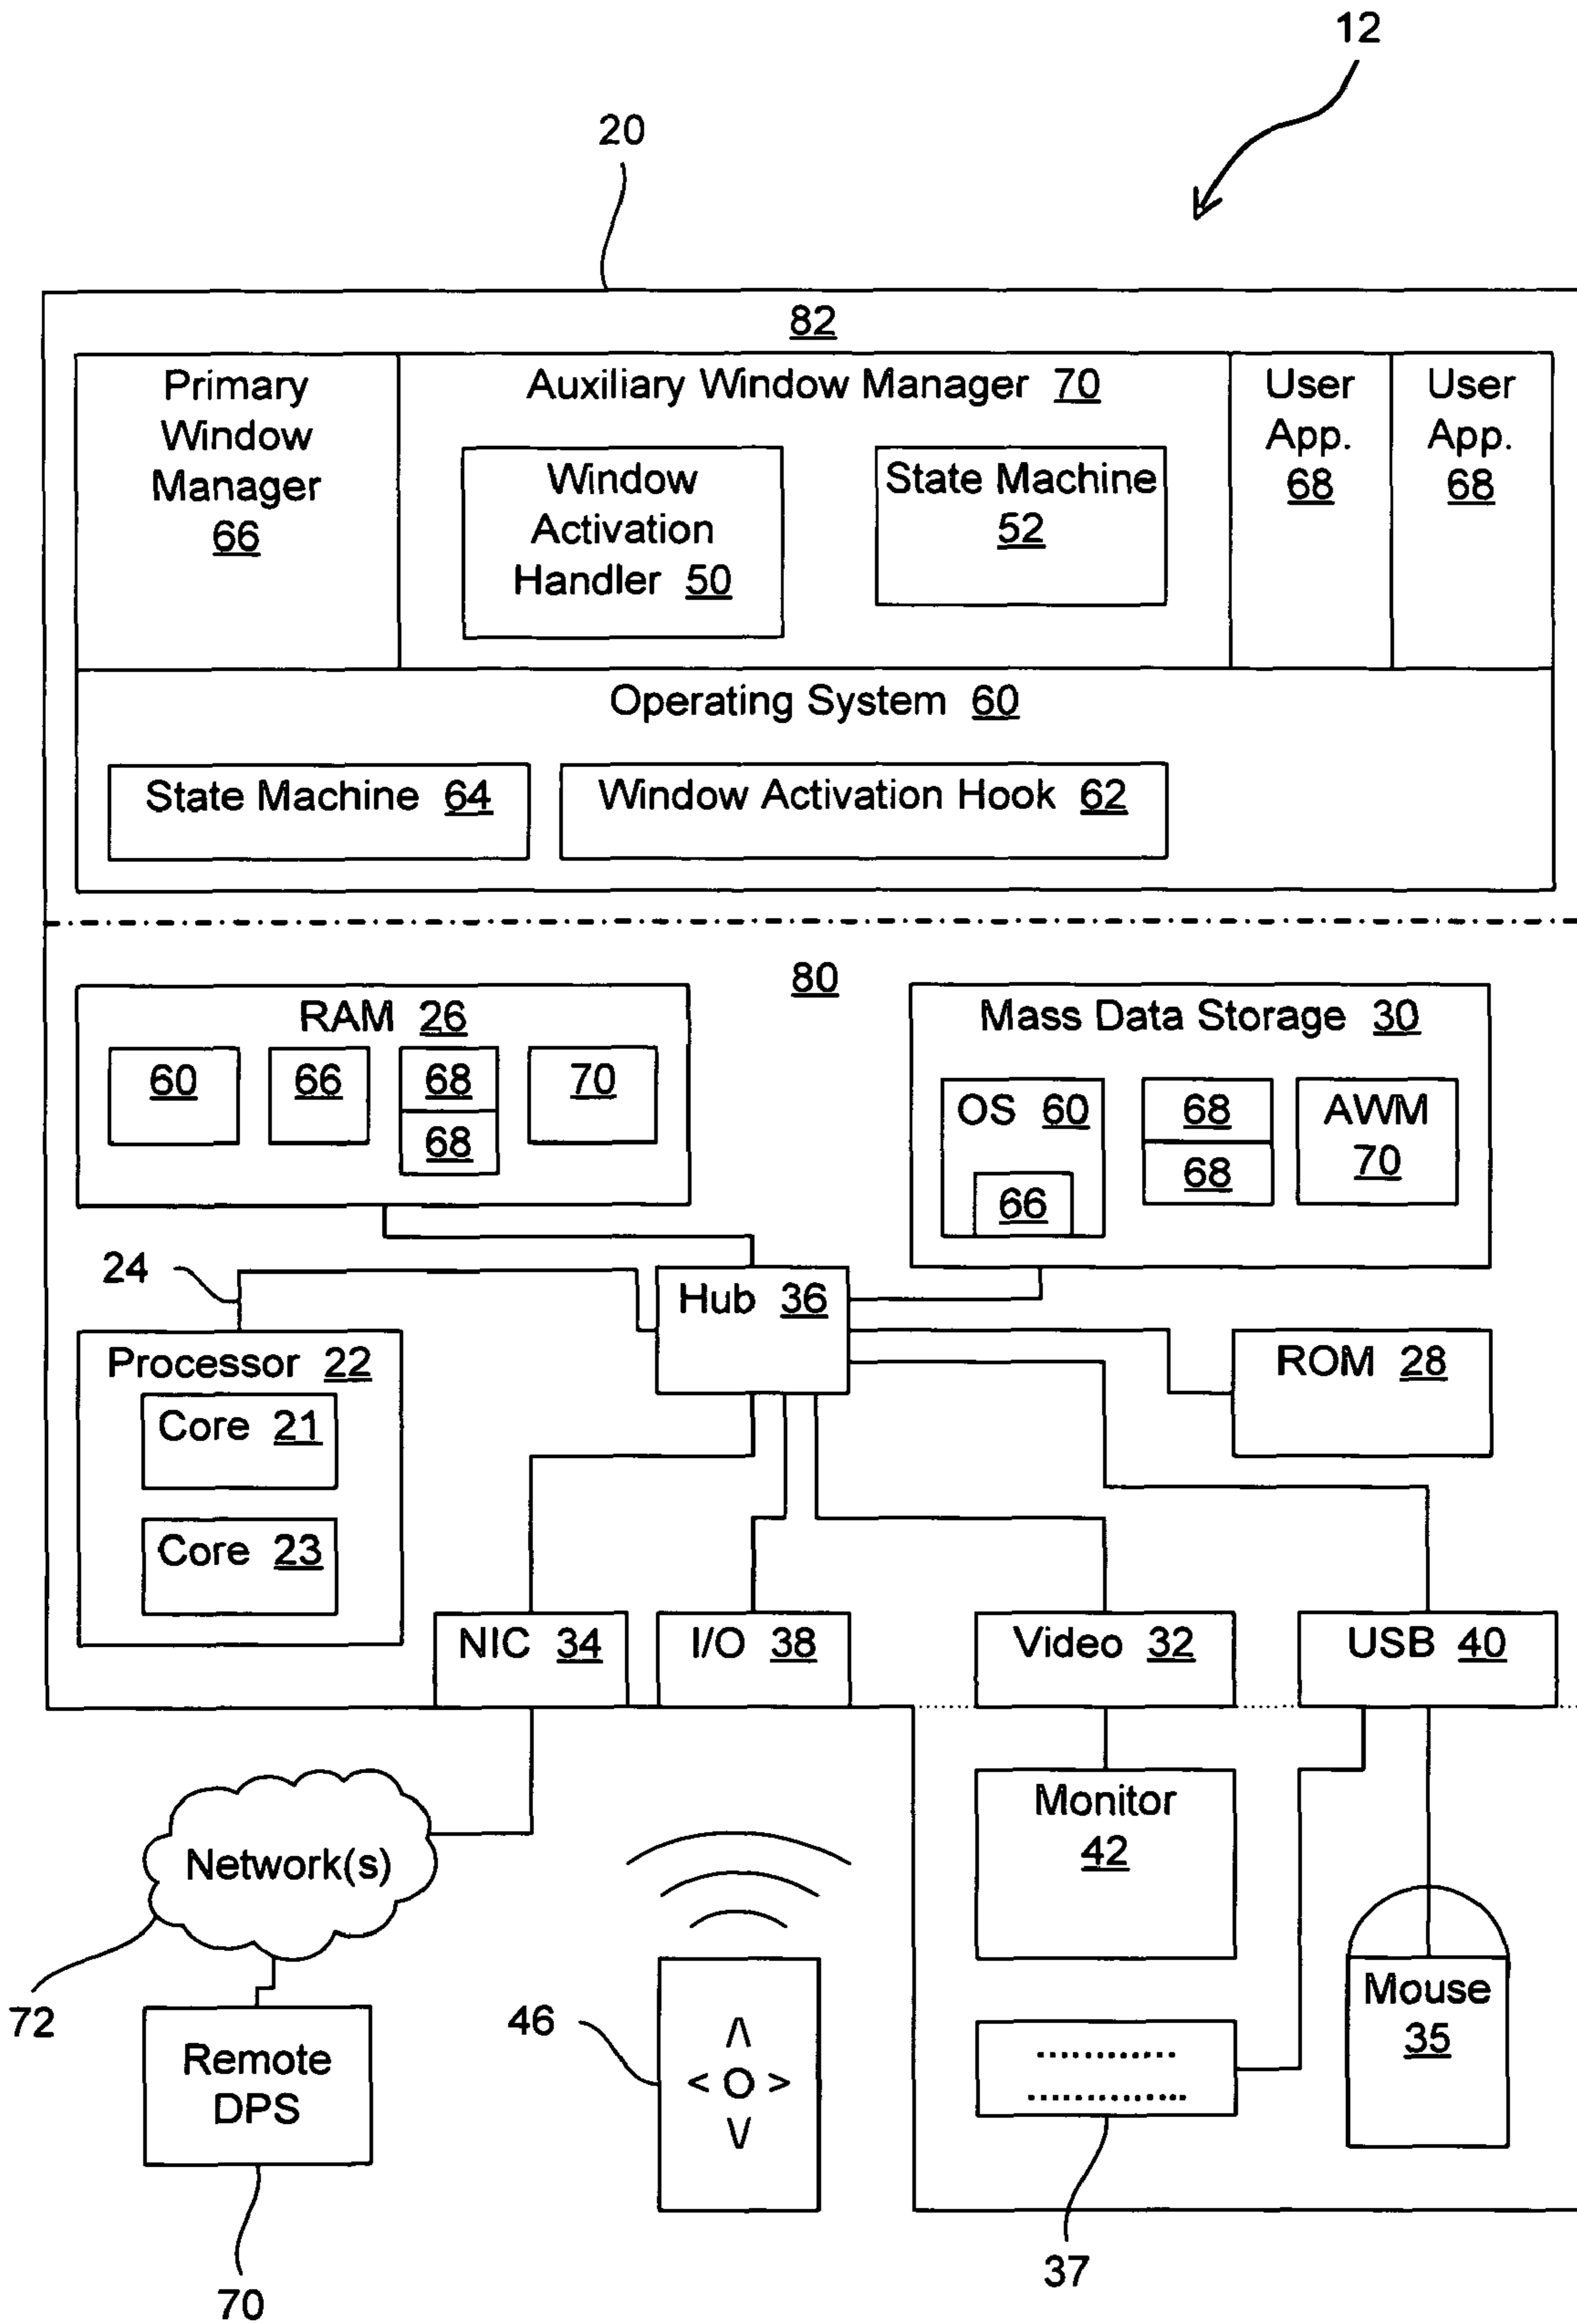 12
20
82
Primary
Window
Manager
66
Auxiliary Window Manager 70
Window
Activation
Handler 50
State Machine
52
User
App.
68
User
App.
68
Operating System 60
State Machine 64
Window Activation Hook 62
80
RAM 26
60
66
68
68
70
Mass Data Storage 30
OS 60
66
68
68
AWM
70
24
Hub 36
Processor 22
Core 21
Core 23
ROM 28
NIC 34
I/O 38
Video 32
USB 40
Network(s)
72
Monitor
42
Mouse
35
46
Λ
< O >
V
Remote
DPS
70
37